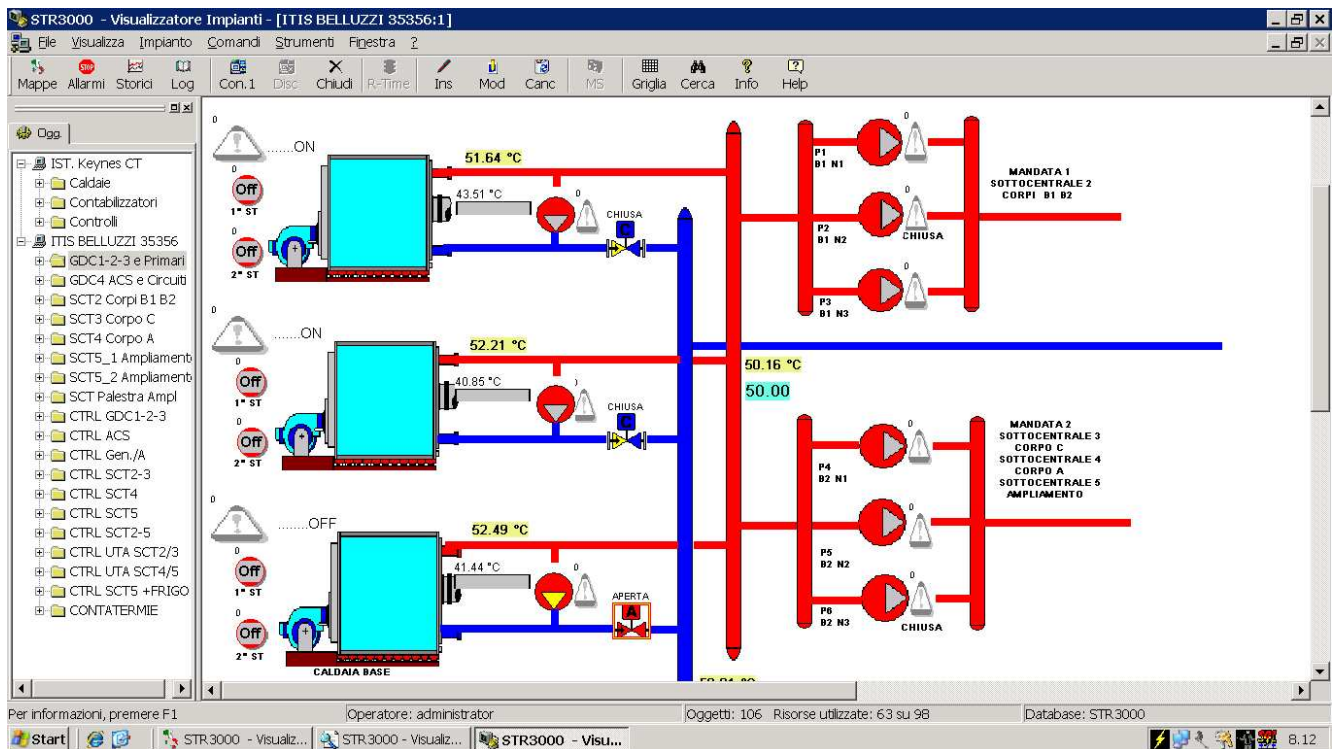 STR3000 - Visualizzatore Impianti - [ITIS BELLUZZI 35356:1]
File Visualizza Impianto Comandi Strumenti Finestra ?
Mappe Allarmi Storici Log Con.1 Disc Chiudi R-Time Ins Mod Canc MS Griglia Cerca Info Help
Ogg.
IST. Keynes CT
Caldaie
Contabilizzatori
Controlli
ITIS BELLUZZI 35356
GDC1-2-3 e Primari
GDC4 ACS e Circuiti
SCT2 Corpi B1 B2
SCT3 Corpo C
SCT4 Corpo A
SCT5_1 Ampliament
SCT5_2 Ampliament
SCT Palestra Ampl
CTRL GDC1-2-3
CTRL ACS
CTRL Gen./A
CTRL SCT2-3
CTRL SCT4
CTRL SCT5
CTRL SCT2-5
CTRL UTA SCT2/3
CTRL UTA SCT4/5
CTRL SCT5 +FRIGO
CONTATERMIE
0
......ON
0
Off
1° ST
0
Off
2° ST
51.64 °C
43.51 °C
0
CHIUSA
C
0
......ON
0
Off
1° ST
0
Off
2° ST
52.21 °C
40.85 °C
CHIUSA
C
0
.......OFF
0
Off
1° ST
0
Off
2° ST
52.49 °C
41.44 °C
0
APERTA
A
CALDAIA BASE
50.16 °C
50.00
0
P1
B1 N1
0
P2
B1 N2
CHIUSA
0
P3
B1 N3
MANDATA 1
SOTTOCENTRALE 2
CORPI B1 B2
0
P4
B2 N1
0
P5
B2 N2
0
P6
B2 N3
CHIUSA
MANDATA 2
SOTTOCENTRALE 3
CORPO C
SOTTOCENTRALE 4
CORPO A
SOTTOCENTRALE 5
AMPLIAMENTO
Per informazioni, premere F1
Operatore: administrator
Oggetti: 106 Risorse utilizzate: 63 su 98
Database: STR3000
Start
STR3000 - Visualiz...
STR3000 - Visualiz...
STR3000 - Visu...
8.12